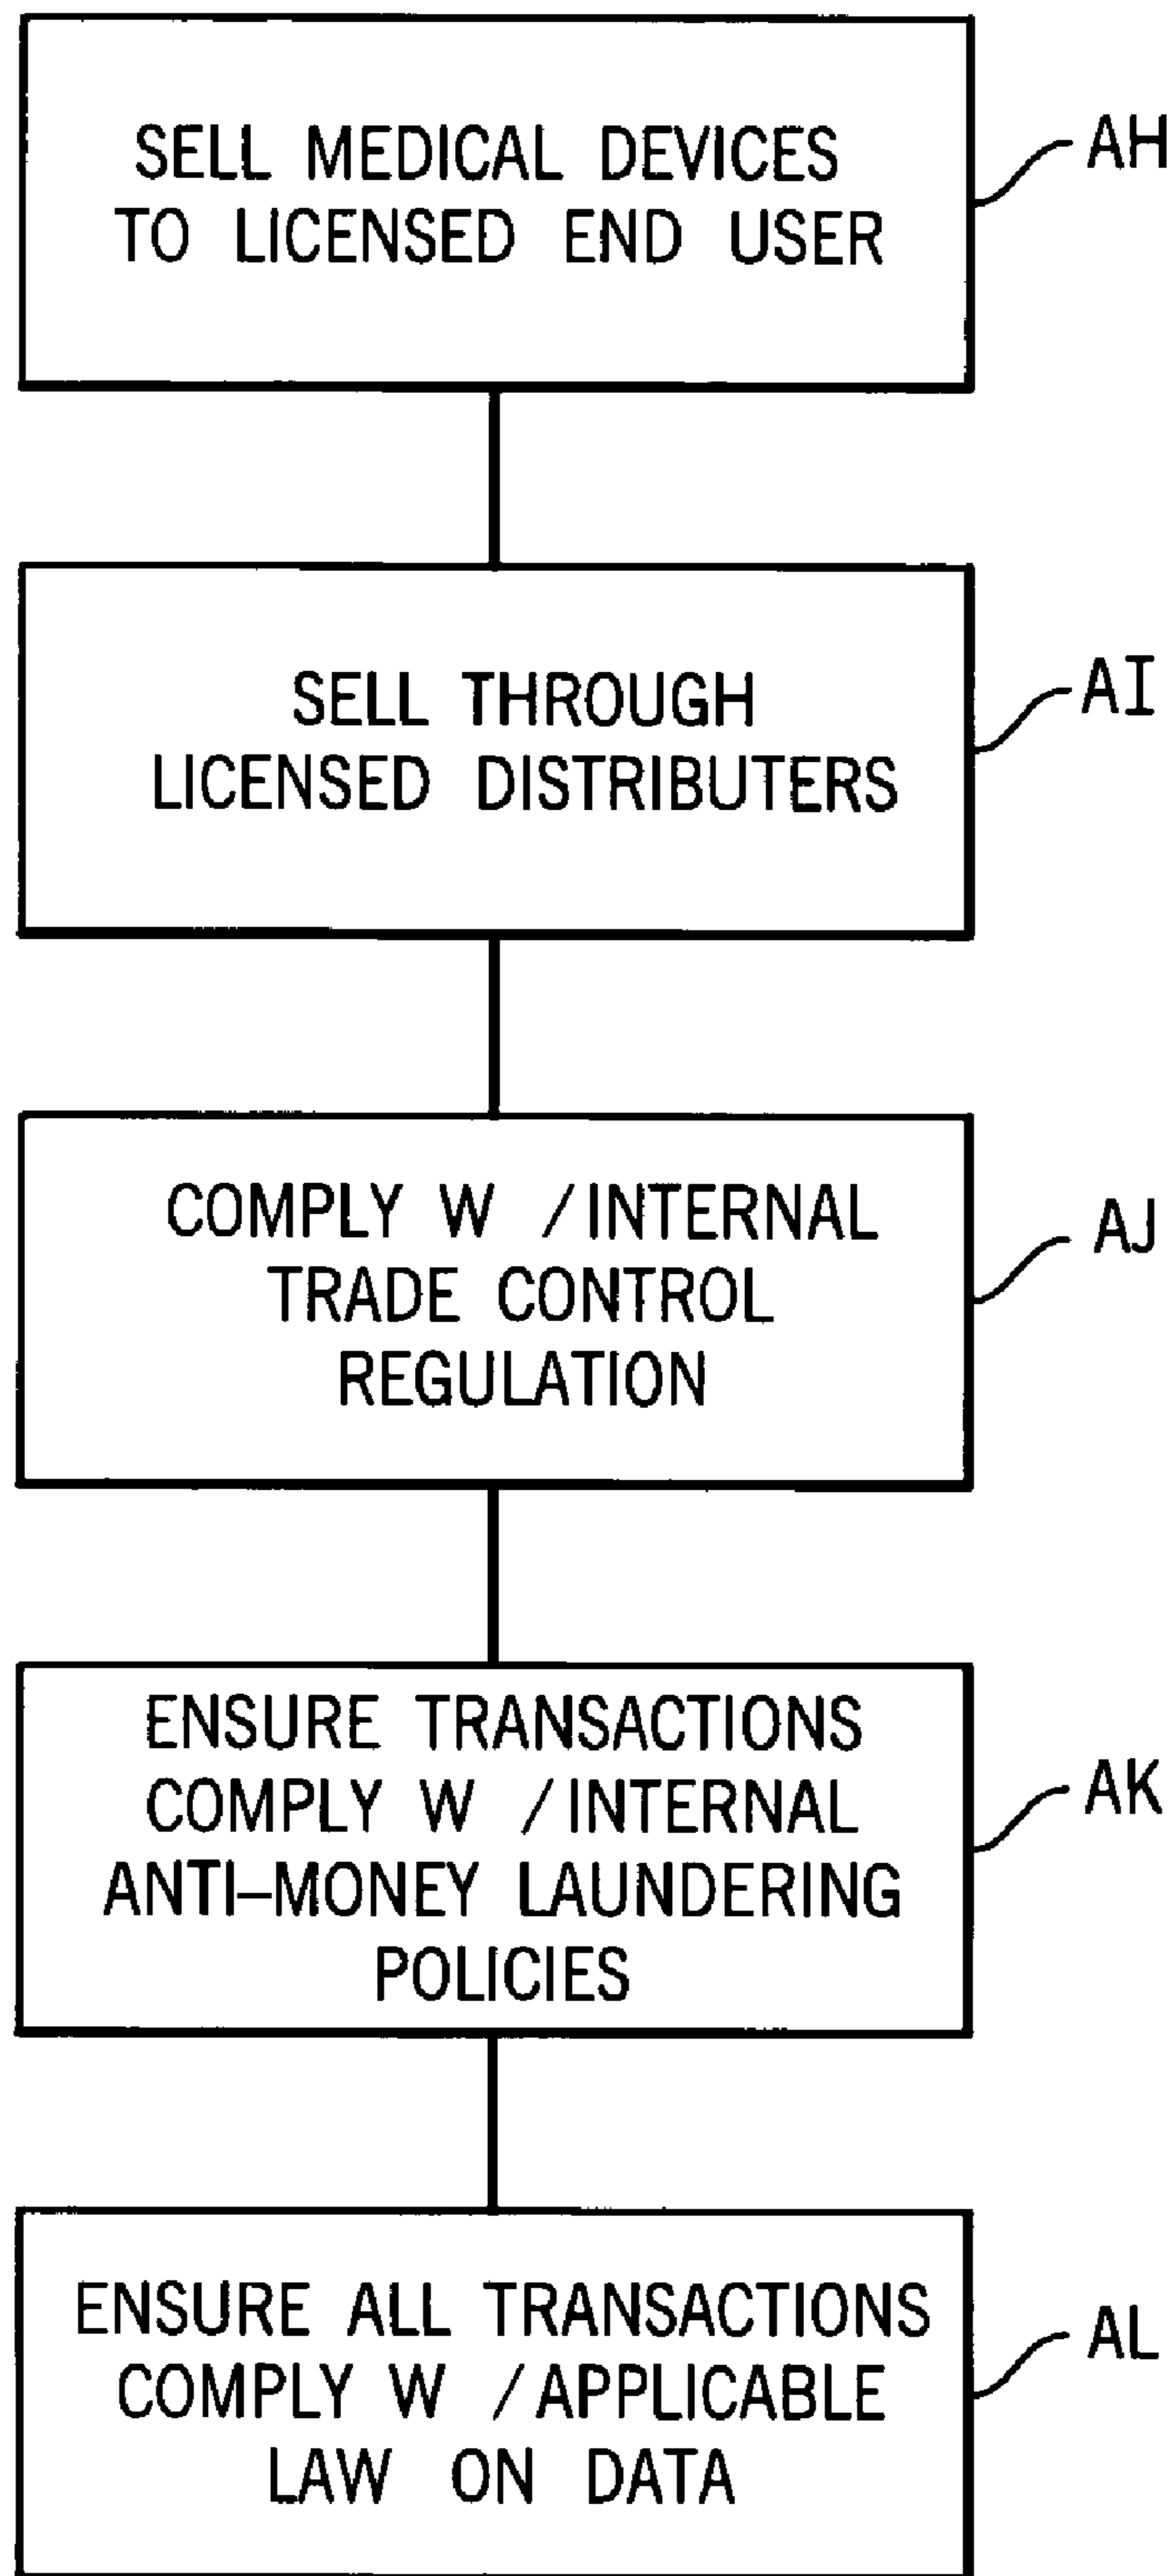 SELL MEDICAL DEVICES
TO LICENSED END USER
AH
SELL THROUGH
LICENSED DISTRIBUTERS
AI
COMPLY W /INTERNAL
TRADE CONTROL
REGULATION
AJ
ENSURE TRANSACTIONS
COMPLY W /INTERNAL
ANTI–MONEY LAUNDERING
POLICIES
AK
ENSURE ALL TRANSACTIONS
COMPLY W /APPLICABLE
LAW ON DATA
AL